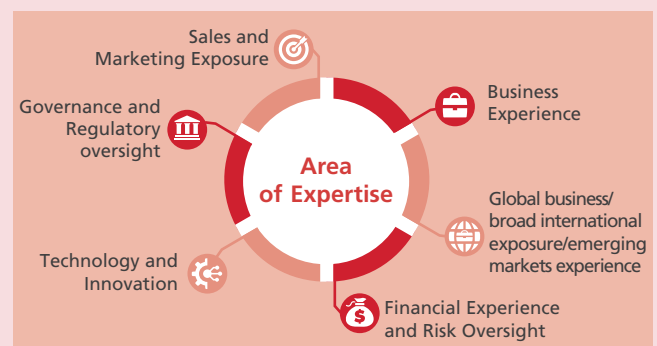 Sales and
Marketing Exposure
Business
Experience
Governance and
Regulatory
oversight
Area
of Expertise
Global business/
broad international
exposure/emerging
markets experience
Technology and
Innovation
$
Financial Experience
and Risk Oversight